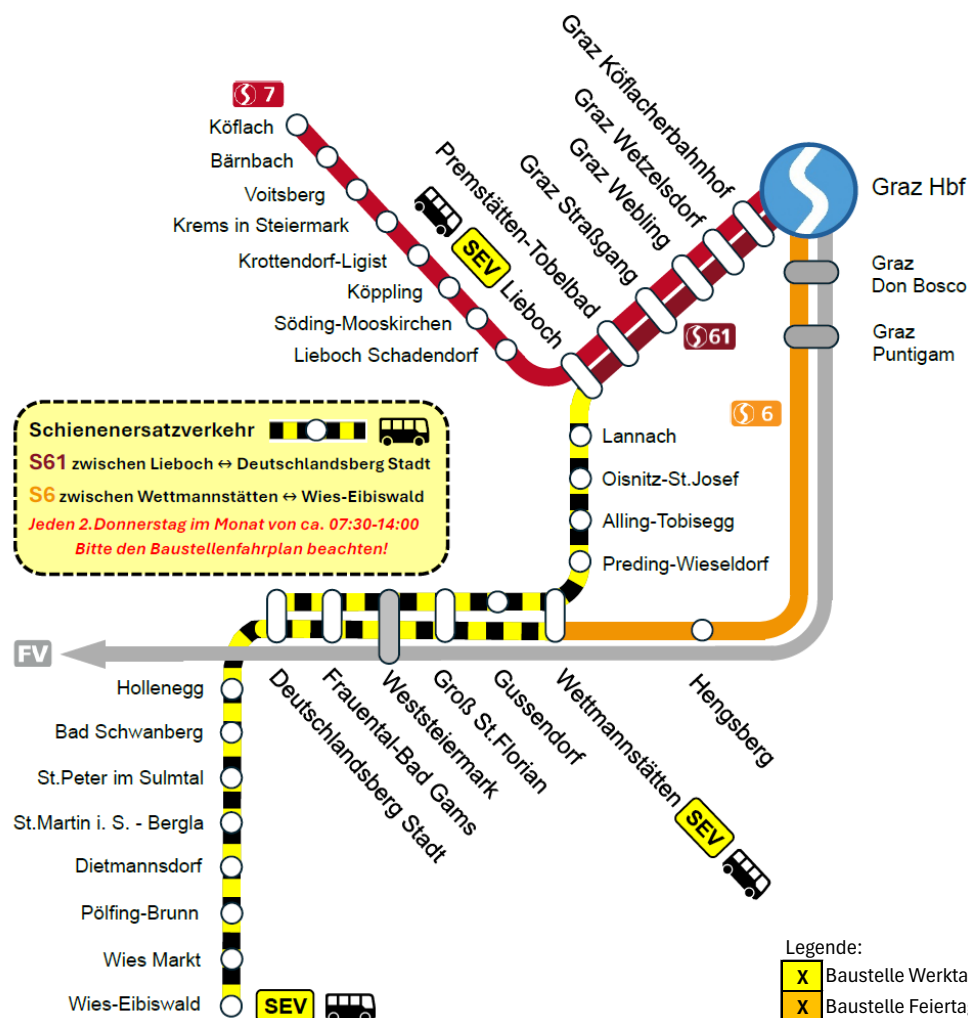 S 7
Köflach
Bärnbach
Voitsberg
Krems in Steiermark
Krottendorf-Ligist
Köppling
Söding-Mooskirchen
Lieboch Schadendorf
SEV
Lieboch
Premstätten-Tobelbad
Graz Straßgang
Graz Webling
Graz Wetzelsdorf
Graz Köflacherbahnhof
Graz Hbf
Graz
Don Bosco
Graz
Puntigam
S 61
S 6
Schienenersatzverkehr
S61 zwischen Lieboch ↔ Deutschlandsberg Stadt
S6 zwischen Wettmannstätten ↔ Wies-Eibiswald
Jeden 2.Donnerstag im Monat von ca. 07:30-14:00
Bitte den Baustellenfahrplan beachten!
Lannach
Oisnitz-St.Josef
Alling-Tobisegg
Preding-Wieseldorf
FV
Deutschlandsberg Stadt
Frauental-Bad Gams
Weststeiermark
Groß St.Florian
Gussendorf
Wettmannstätten
SEV
Hengsberg
Hollenegg
Bad Schwanberg
St.Peter im Sulmtal
St.Martin i. S. - Bergla
Dietmannsdorf
Pölfing-Brunn
Wies Markt
Wies-Eibiswald
SEV
Legende:
X Baustelle Werkta
X Baustelle Feierta